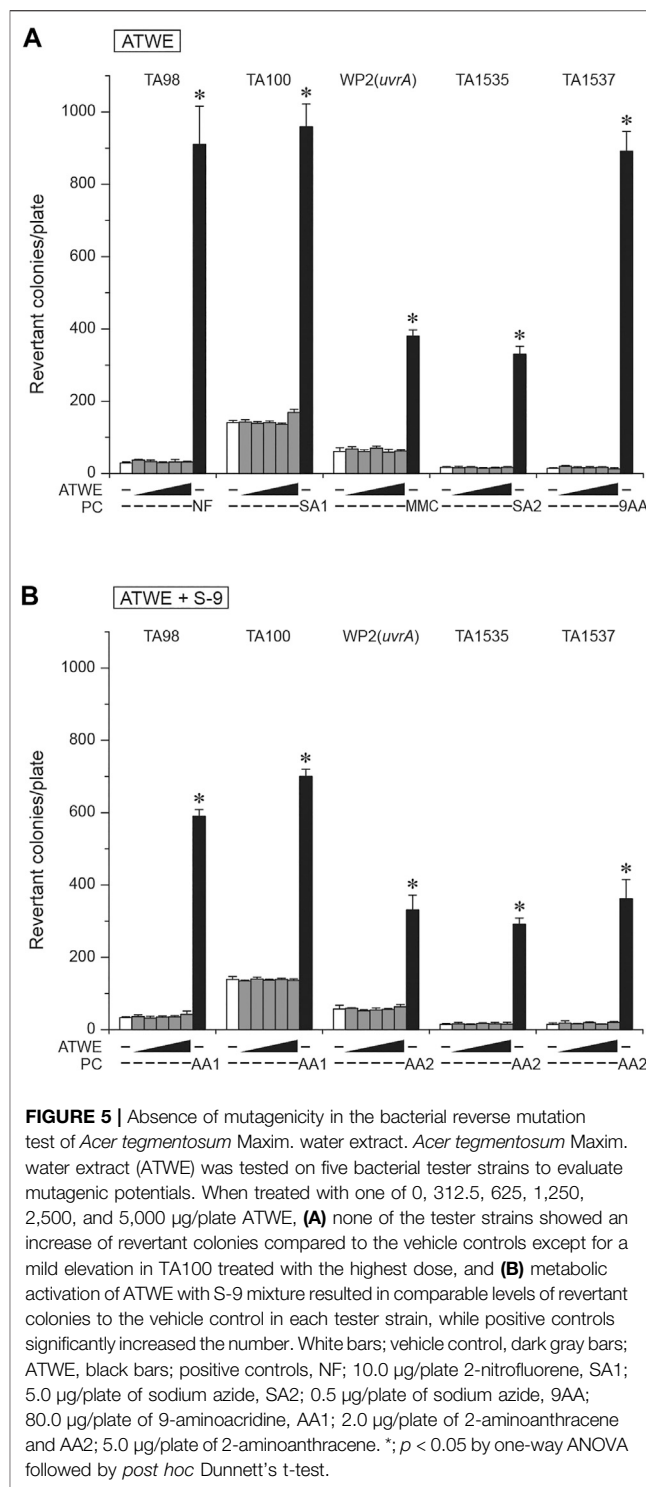 A
ATWE
TA98 TA100 WP2(uvrA) TA1535 TA1537
1000
800
600
400
200
0
Revertant colonies/plate
* * * * *
ATWE – – – – – – – – – –
PC ------NF ------SA1 ------MMC ------SA2 ------9AA
B
ATWE + S-9
TA98 TA100 WP2(uvrA) TA1535 TA1537
1000
800
600
400
200
0
Revertant colonies/plate
* * * * *
ATWE – – – – – – – – – –
PC ------AA1 ------AA1 ------AA2 ------AA2 ------AA2
FIGURE 5 | Absence of mutagenicity in the bacterial reverse mutation
test of Acer tegmentosum Maxim. water extract. Acer tegmentosum Maxim.
water extract (ATWE) was tested on five bacterial tester strains to evaluate
mutagenic potentials. When treated with one of 0, 312.5, 625, 1,250,
2,500, and 5,000 µg/plate ATWE, (A) none of the tester strains showed an
increase of revertant colonies compared to the vehicle controls except for a
mild elevation in TA100 treated with the highest dose, and (B) metabolic
activation of ATWE with S-9 mixture resulted in comparable levels of revertant
colonies to the vehicle control in each tester strain, while positive controls
significantly increased the number. White bars; vehicle control, dark gray bars;
ATWE, black bars; positive controls, NF; 10.0 µg/plate 2-nitrofluorene, SA1;
5.0 µg/plate of sodium azide, SA2; 0.5 µg/plate of sodium azide, 9AA;
80.0 µg/plate of 9-aminoacridine, AA1; 2.0 µg/plate of 2-aminoanthracene
and AA2; 5.0 µg/plate of 2-aminoanthracene. *; p < 0.05 by one-way ANOVA
followed by post hoc Dunnett's t-test.